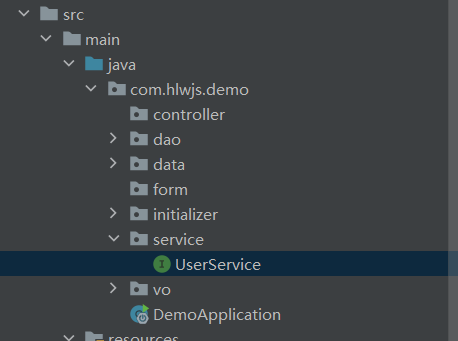 src
main
java
com.hlwjs.demo
controller
dao
data
form
initializer
service
I UserService
vo
DemoApplication
resources